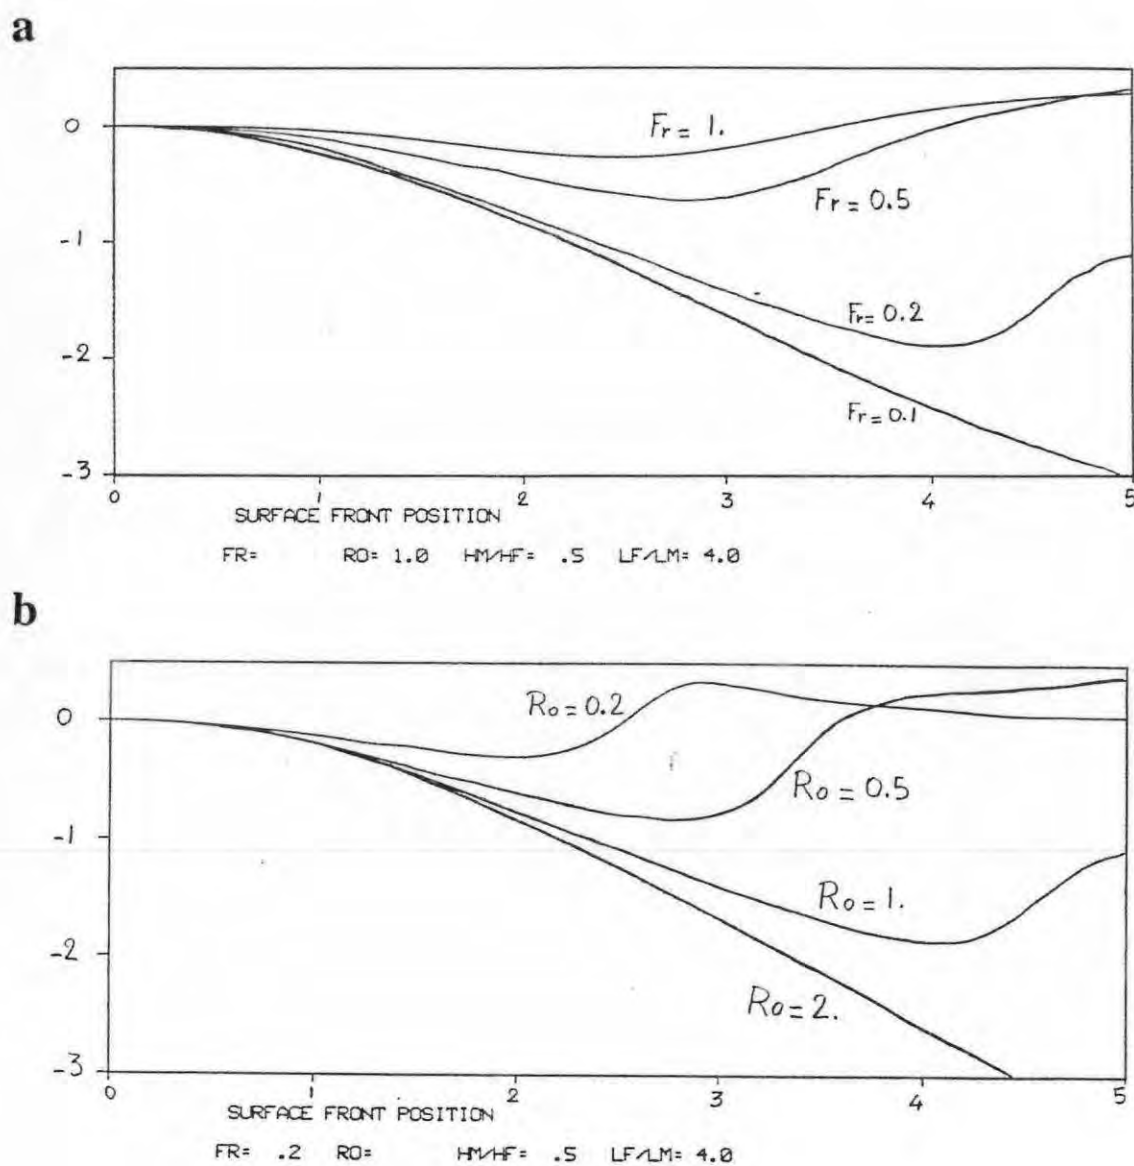 a
0
Fr = 1.
Fr = 0.5
-1
Fr = 0.2
-2
Fr = 0.1
-3
0 1 2 3 4 5
SURFACE FRONT POSITION
FR= RO= 1.0 HM/HF= .5 LF/LM= 4.0
b
Ro = 0.2
0
Ro = 0.5
-1
Ro = 1.
-2
Ro = 2.
-3
0 1 2 3 4 5
SURFACE FRONT POSITION
FR= .2 RO= HM/HF= .5 LF/LM= 4.0